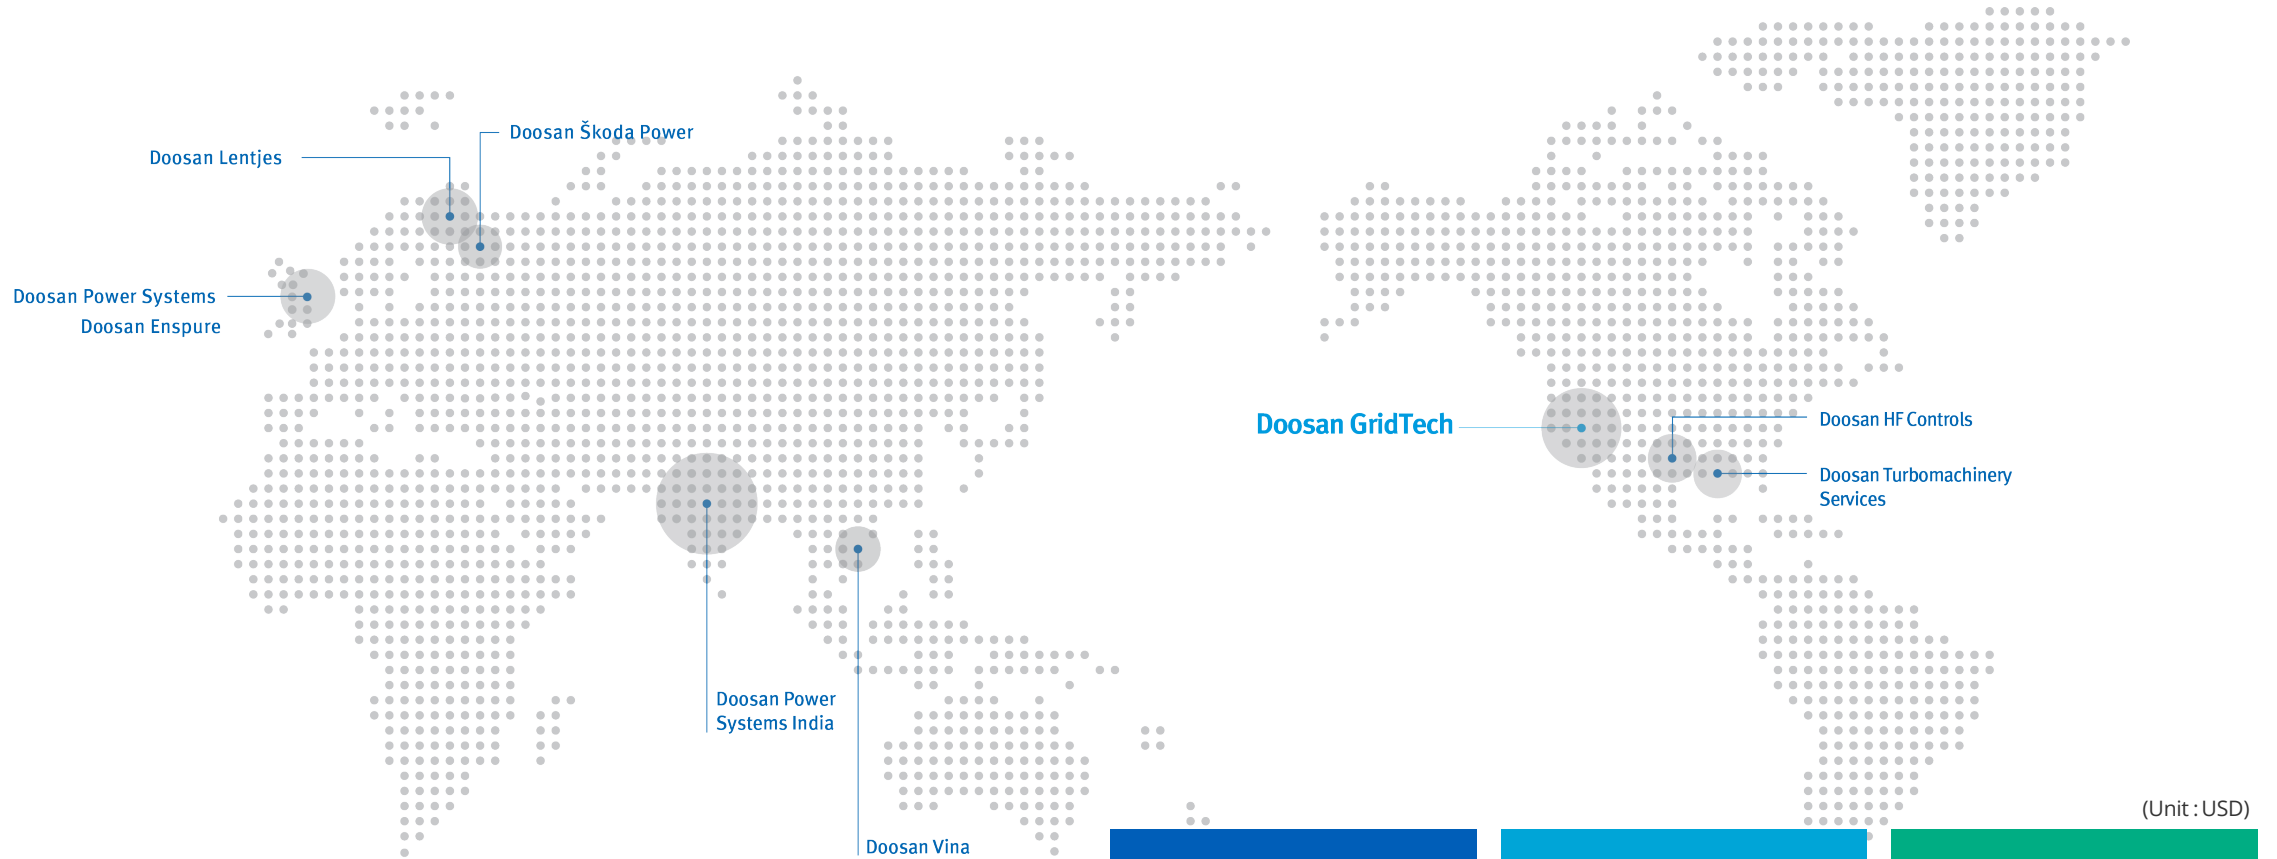 Doosan Škoda Power
Doosan Lentjes
Doosan Power Systems
Doosan Enspure
Doosan GridTech
Doosan HF Controls
Doosan Turbomachinery
Services
Doosan Power
Systems India
Doosan Vina
(Unit : USD)